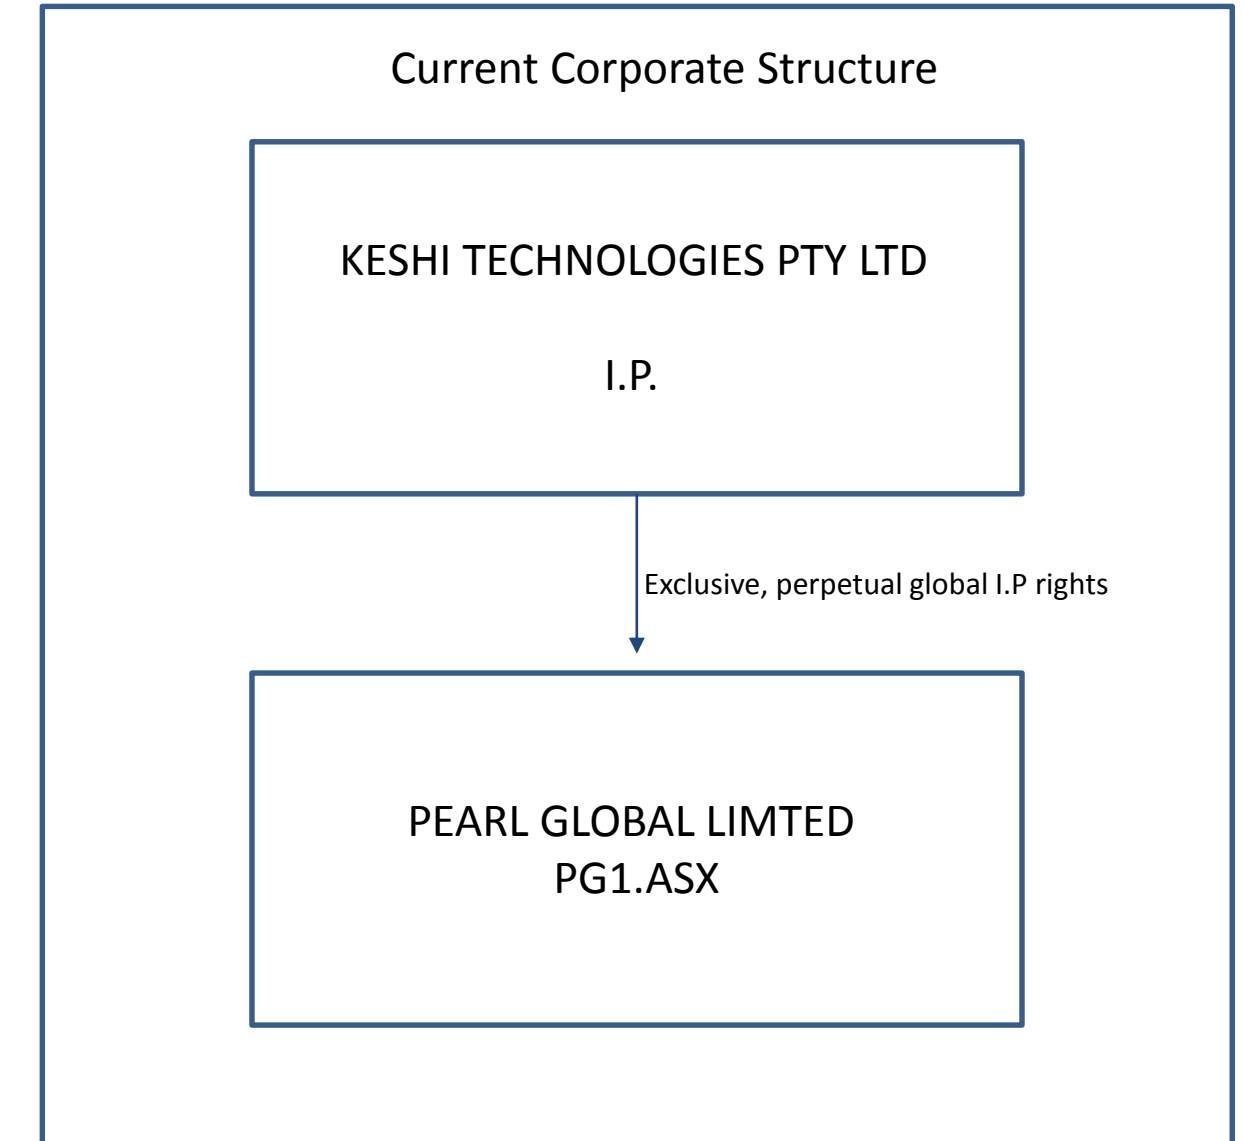 Current Corporate Structure
KESHI TECHNOLOGIES PTY LTD
I.P.
Exclusive, perpetual global I.P rights
PEARL GLOBAL LIMTED
PG1.ASX